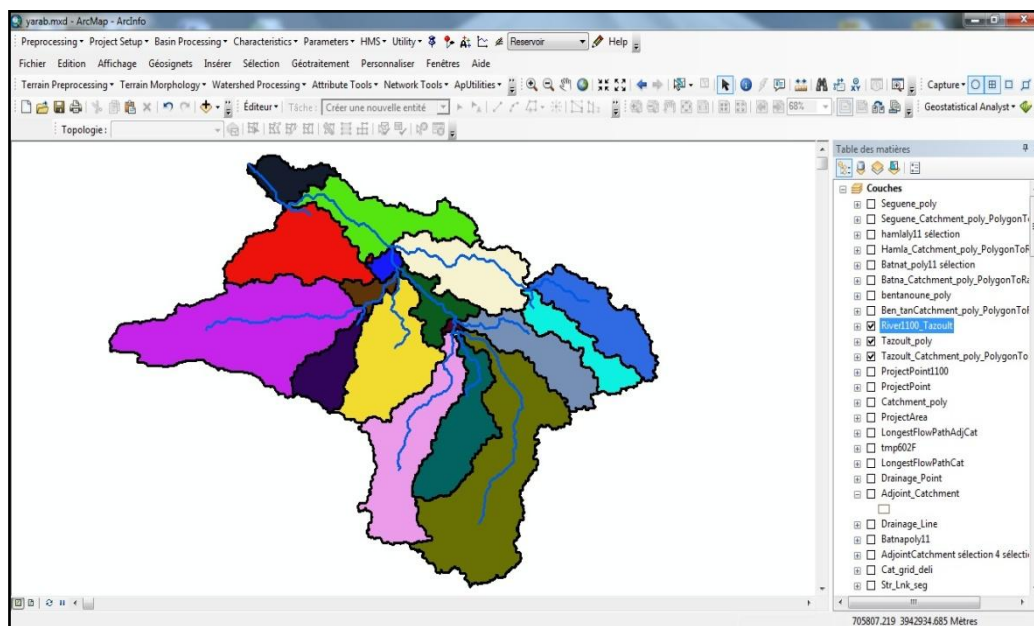 yarab.mxd - ArcMap - ArcInfo
Preprocessing Project Setup Basin Processing Characteristics Parameters HMS Utility Reservoir Help
Fichier Edition Affichage Géosignets Insérer Sélection Géotraitement Personnaliser Fenêtres Aide
Terrain Preprocessing Terrain Morphology Watershed Processing Attribute Tools Network Tools ApUtilities Capture
Éditeur Tâche : Créer une nouvelle entité 68% Geostatistical Analyst
Topologie :
Table des matières
Couches
Seguene_poly
Seguene_Catchment_poly_PolygonTo
hamlaly11 sélection
Hamla_Catchment_poly_PolygonToR
Batnat_poly11 sélection
Batna_Catchment_poly_PolygonToRa
bentanoune_poly
Ben_tanCatchment_poly_PolygonToF
River1100_Tazoult
Tazoult_poly
Tazoult_Catchment_poly_PolygonTo
ProjectPoint1100
ProjectPoint
Catchment_poly
ProjectArea
LongestFlowPathAdjCat
tmp602F
LongestFlowPathCat
Drainage_Point
Adjoint_Catchment
Drainage_Line
Batnapoly11
AdjointCatchment sélection 4 sélecti
Cat_grid_deli
Str_Lnk_seg
705807.219 3942934.685 Mètres